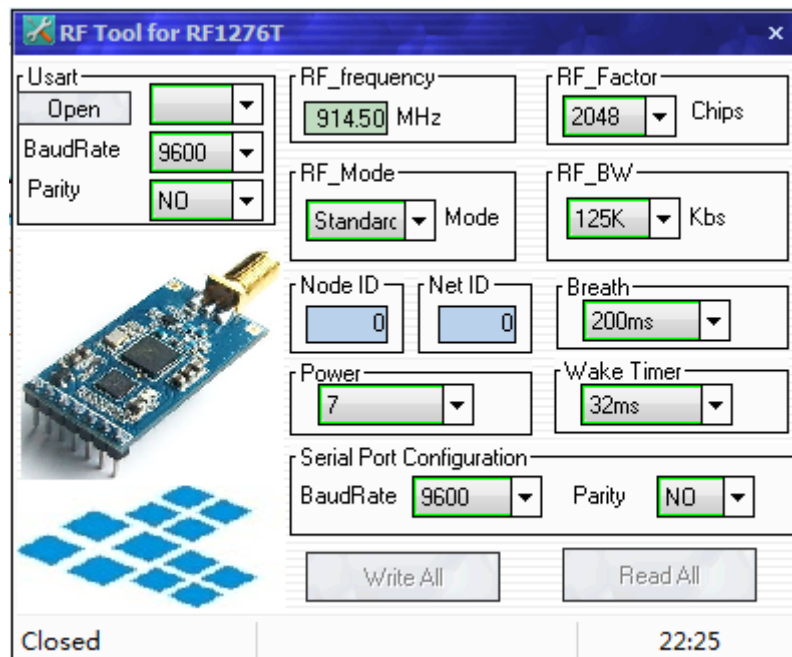 RF Tool for RF1276T
Usart
Open
BaudRate 9600
Parity NO
RF_frequency
914.50 MHz
RF_Factor
2048 Chips
RF_Mode
Standarc Mode
RF_BW
125K Kbs
Node ID
0
Net ID
0
Breath
200ms
Power
7
Wake Timer
32ms
Serial Port Configuration
BaudRate 9600 Parity NO
Write All
Read All
Closed
22:25